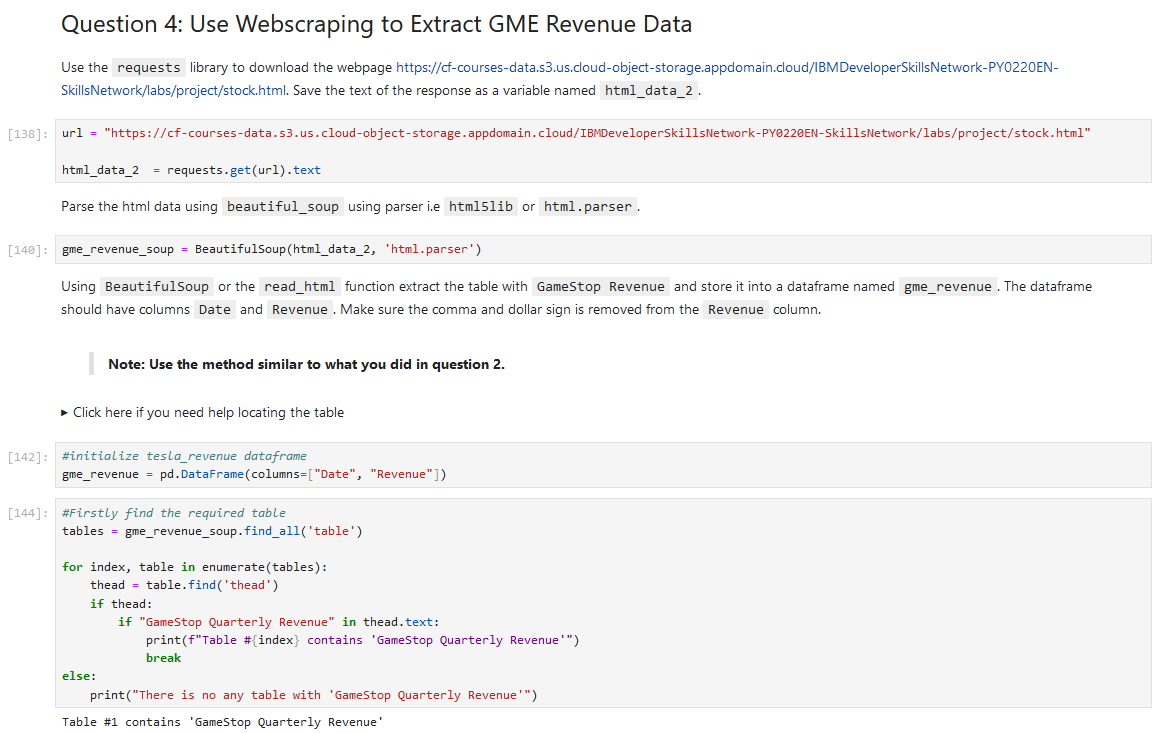 Question 4: Use Webscraping to Extract GME Revenue Data
Use the requests library to download the webpage https://cf-courses-data.s3.us.cloud-object-storage.appdomain.cloud/IBMDeveloperSkillsNetwork-PY0220EN-
SkillsNetwork/labs/project/stock.html. Save the text of the response as a variable named html_data_2.
[138]: url = "https://cf-courses-data.s3.us.cloud-object-storage.appdomain.cloud/IBMDeveloperSkillsNetwork-PY0220EN-SkillsNetwork/labs/project/stock.html"
html_data_2  = requests.get(url).text
Parse the html data using beautiful_soup using parser i.e html5lib or html.parser.
[140]: gme_revenue_soup = BeautifulSoup(html_data_2, 'html.parser')
Using BeautifulSoup or the read_html function extract the table with GameStop Revenue and store it into a dataframe named gme_revenue. The dataframe
should have columns Date and Revenue. Make sure the comma and dollar sign is removed from the Revenue column.
Note: Use the method similar to what you did in question 2.
▸ Click here if you need help locating the table
[142]: #initialize tesla_revenue dataframe
gme_revenue = pd.DataFrame(columns=["Date", "Revenue"])
[144]: #Firstly find the required table
tables = gme_revenue_soup.find_all('table')
for index, table in enumerate(tables):
    thead = table.find('thead')
    if thead:
        if "GameStop Quarterly Revenue" in thead.text:
            print(f"Table #{index} contains 'GameStop Quarterly Revenue'")
            break
else:
    print("There is no any table with 'GameStop Quarterly Revenue'")
Table #1 contains 'GameStop Quarterly Revenue'